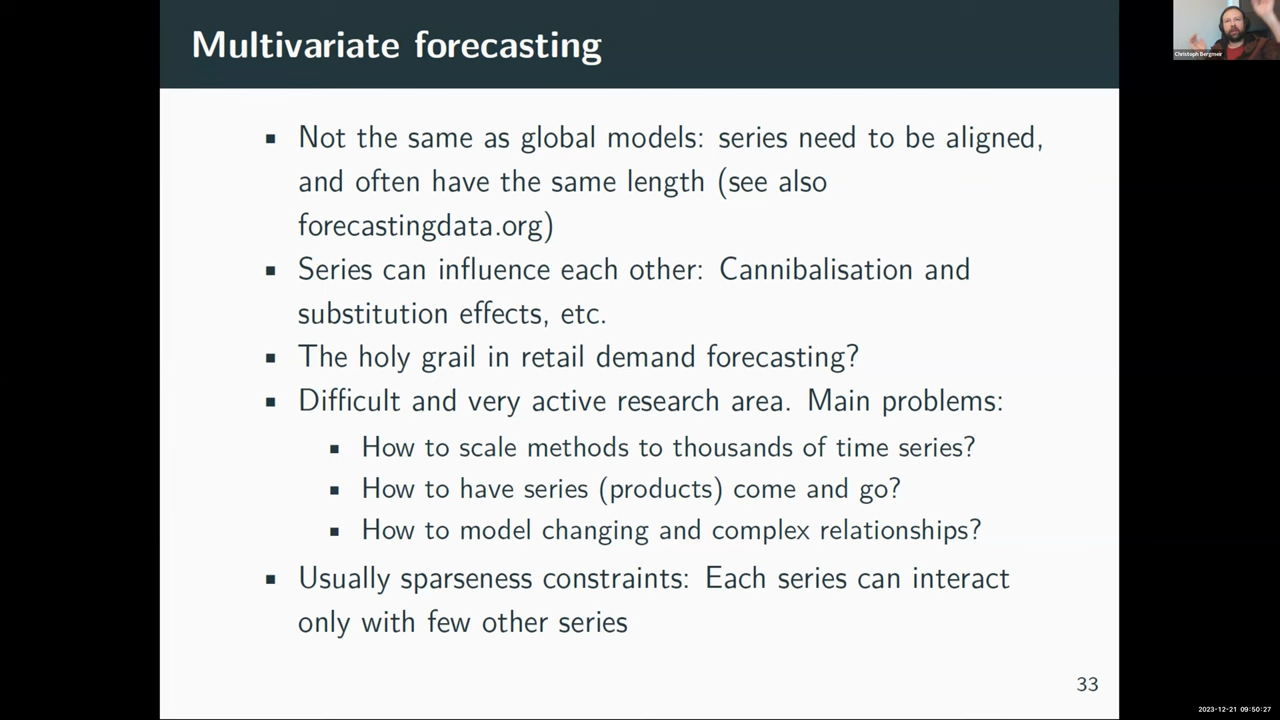 Multivariate forecasting
Christoph Bergmeir
▪ Not the same as global models: series need to be aligned,
and often have the same length (see also
forecastingdata.org)
▪ Series can influence each other: Cannibalisation and
substitution effects, etc.
▪ The holy grail in retail demand forecasting?
▪ Difficult and very active research area. Main problems:
▪ How to scale methods to thousands of time series?
▪ How to have series (products) come and go?
▪ How to model changing and complex relationships?
▪ Usually sparseness constraints: Each series can interact
only with few other series
33
2023-12-21 09:50:27